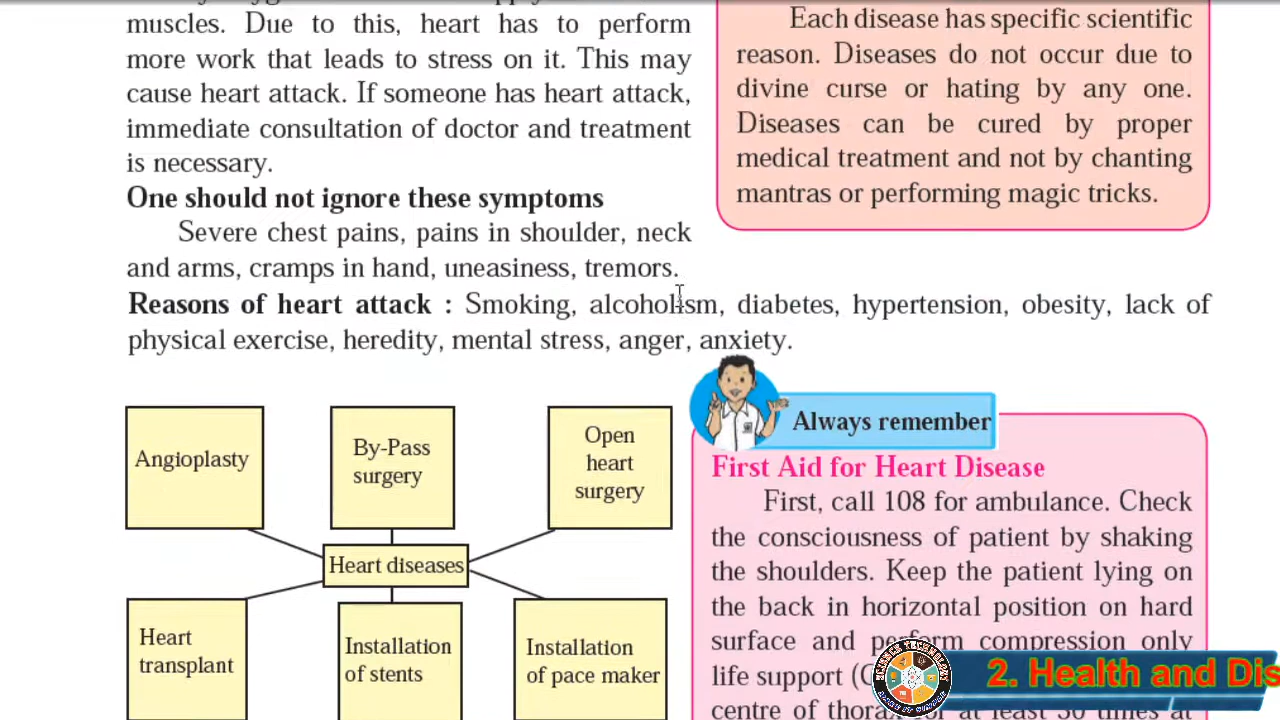 muscles. Due to this, heart has to perform
more work that leads to stress on it. This may
cause heart attack. If someone has heart attack,
immediate consultation of doctor and treatment
is necessary.
One should not ignore these symptoms
Severe chest pains, pains in shoulder, neck
and arms, cramps in hand, uneasiness, tremors.
Each disease has specific scientific
reason. Diseases do not occur due to
divine curse or hating by any one.
Diseases can be cured by proper
medical treatment and not by chanting
mantras or performing magic tricks.
Reasons of heart attack : Smoking, alcoholism, diabetes, hypertension, obesity, lack of
physical exercise, heredity, mental stress, anger, anxiety.
Angioplasty
By-Pass
surgery
Open
heart
surgery
Heart diseases
Heart
transplant
Installation
of stents
Installation
of pace maker
Always remember
First Aid for Heart Disease
First, call 108 for ambulance. Check
the consciousness of patient by shaking
the shoulders. Keep the patient lying on
the back in horizontal position on hard
surface and perform compression only
life support (
centre of thorax for at least 30 times at
SCIENCE TECHNOLOGY
2. Health and Dis